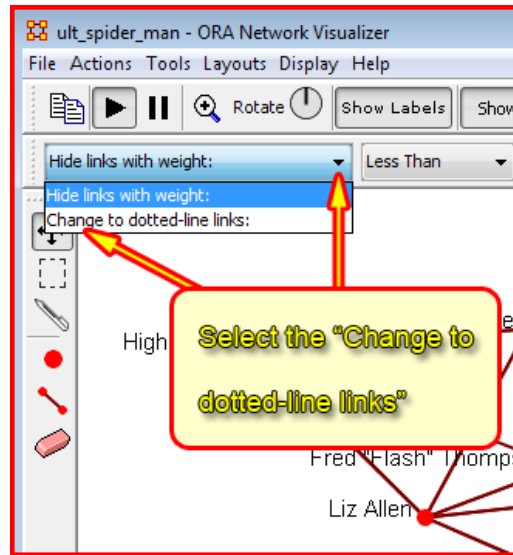 ult_spider_man - ORA Network Visualizer
File Actions Tools Layouts Display Help
Rotate Show Labels Show
Hide links with weight: Less Than
Hide links with weight:
Change to dotted-line links:
High
Select the "Change to
dotted-line links"
Fred "Flash" Thomps
Liz Allen